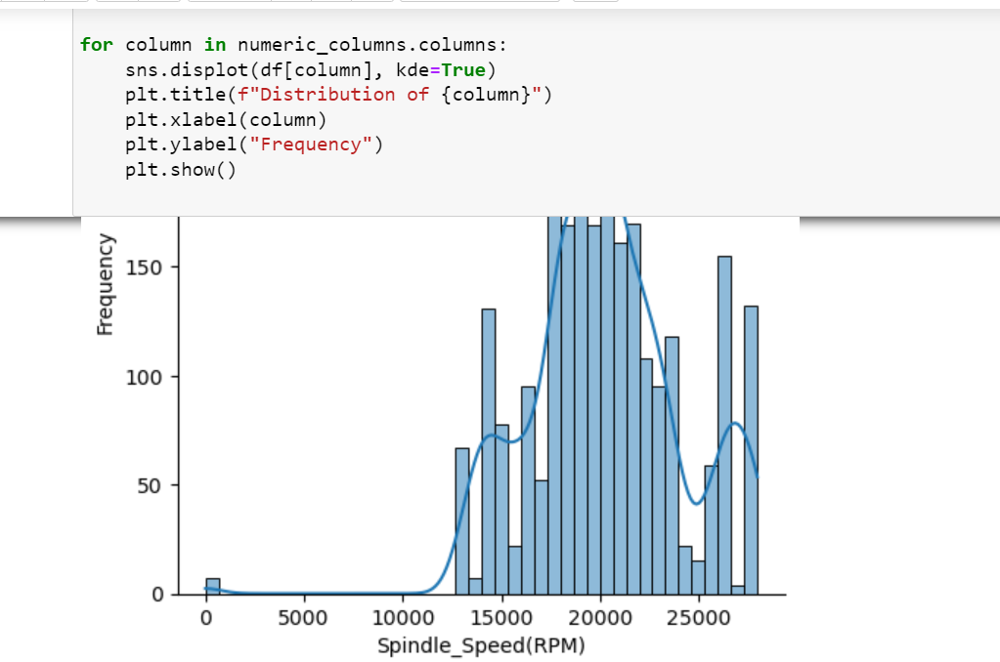 for column in numeric_columns.columns:
    sns.displot(df[column], kde=True)
    plt.title(f"Distribution of {column}")
    plt.xlabel(column)
    plt.ylabel("Frequency")
    plt.show()
Frequency
150
100
50
0
0 5000 10000 15000 20000 25000
Spindle_Speed(RPM)